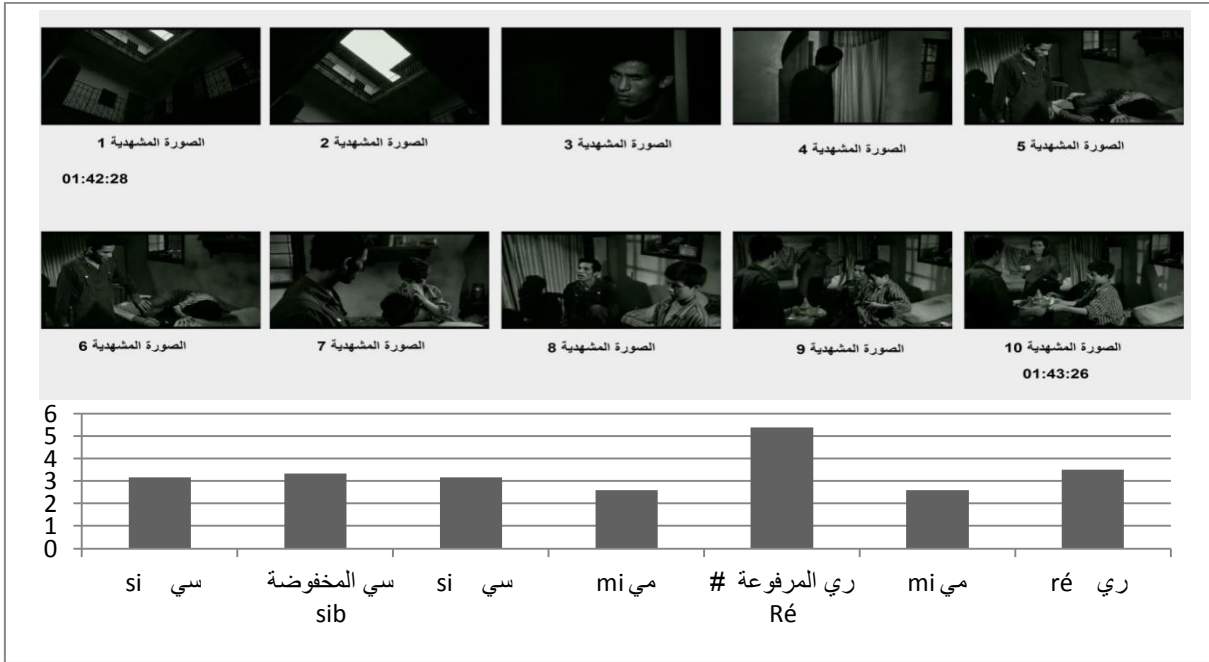 الصورة المشهدية 1
الصورة المشهدية 2
الصورة المشهدية 3
الصورة المشهدية 4
الصورة المشهدية 5
01:42:28
الصورة المشهدية 6
الصورة المشهدية 7
الصورة المشهدية 8
الصورة المشهدية 9
الصورة المشهدية 10
01:43:26
6
5
4
3
2
1
0
سي si
سي المخفوضة
sib
سي si
مي mi
ري المرفوعة #
Ré
مي mi
ري ré